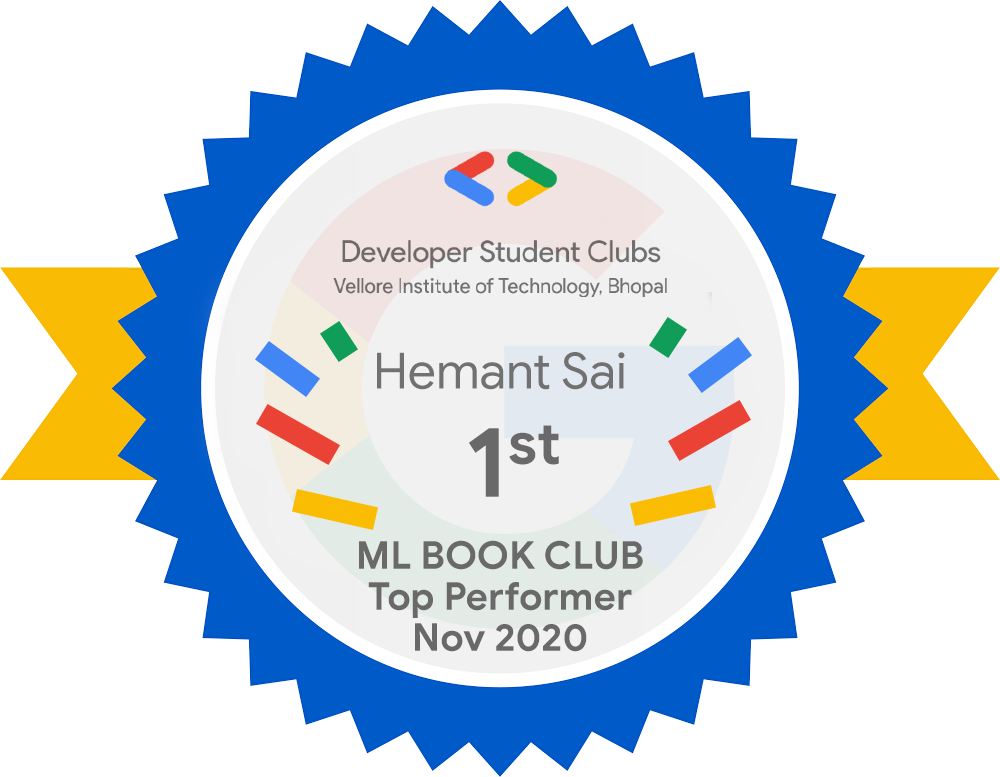 Developer Student Clubs
Vellore Institute of Technology, Bhopal
Hemant Sai
1st
ML BOOK CLUB
Top Performer
Nov 2020